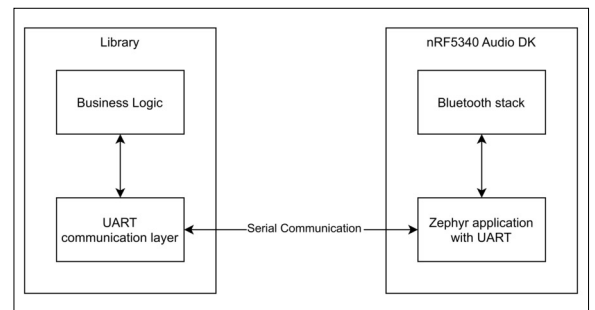 Library
Business Logic
UART
communication layer
Serial Communication
nRF5340 Audio DK
Bluetooth stack
Zephyr application
with UART